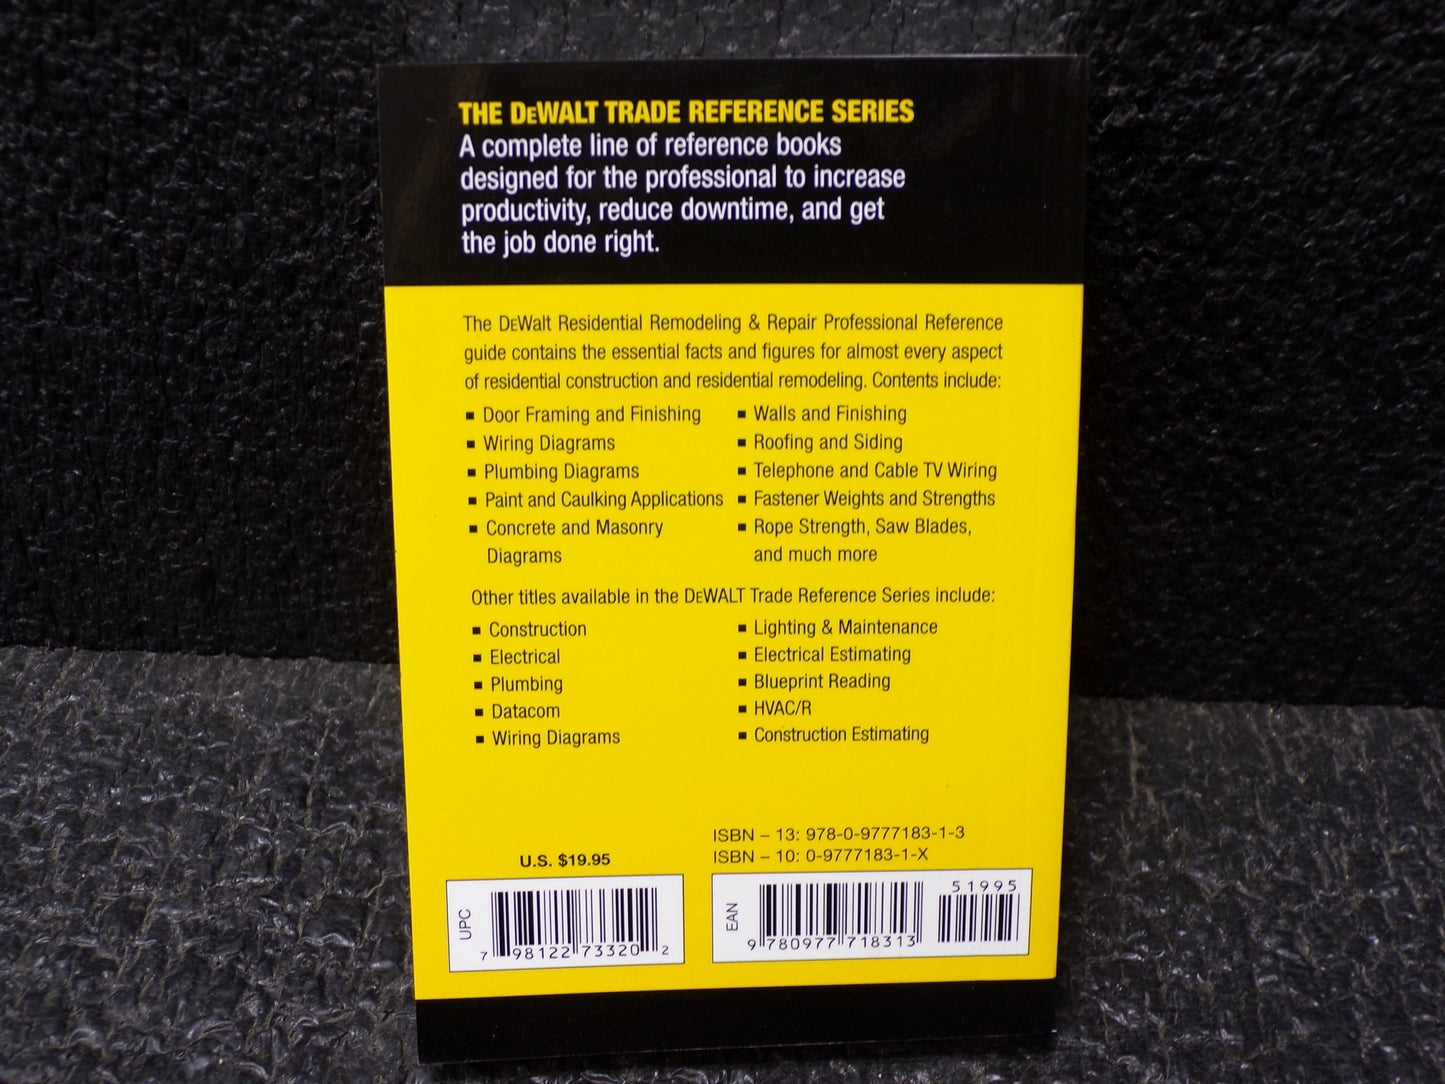 THE DEWALT TRADE REFERENCE SERIES
A complete line of reference books
designed for the professional to increase
productivity, reduce downtime, and get
the job done right.
The DEWalt Residential Remodeling & Repair Professional Reference
guide contains the essential facts and figures for almost every aspect
of residential construction and residential remodeling. Contents include:
▪ Door Framing and Finishing
▪ Wiring Diagrams
▪ Plumbing Diagrams
▪ Paint and Caulking Applications
▪ Concrete and Masonry
Diagrams
▪ Walls and Finishing
▪ Roofing and Siding
▪ Telephone and Cable TV Wiring
▪ Fastener Weights and Strengths
▪ Rope Strength, Saw Blades,
and much more
Other titles available in the DEWALT Trade Reference Series include:
▪ Construction
▪ Electrical
▪ Plumbing
▪ Datacom
▪ Wiring Diagrams
▪ Lighting & Maintenance
▪ Electrical Estimating
▪ Blueprint Reading
▪ HVAC/R
▪ Construction Estimating
U.S. $19.95
UPC
7 98122 73320 2
ISBN – 13: 978-0-9777183-1-3
ISBN – 10: 0-9777183-1-X
EAN
9 780977 718313
51995